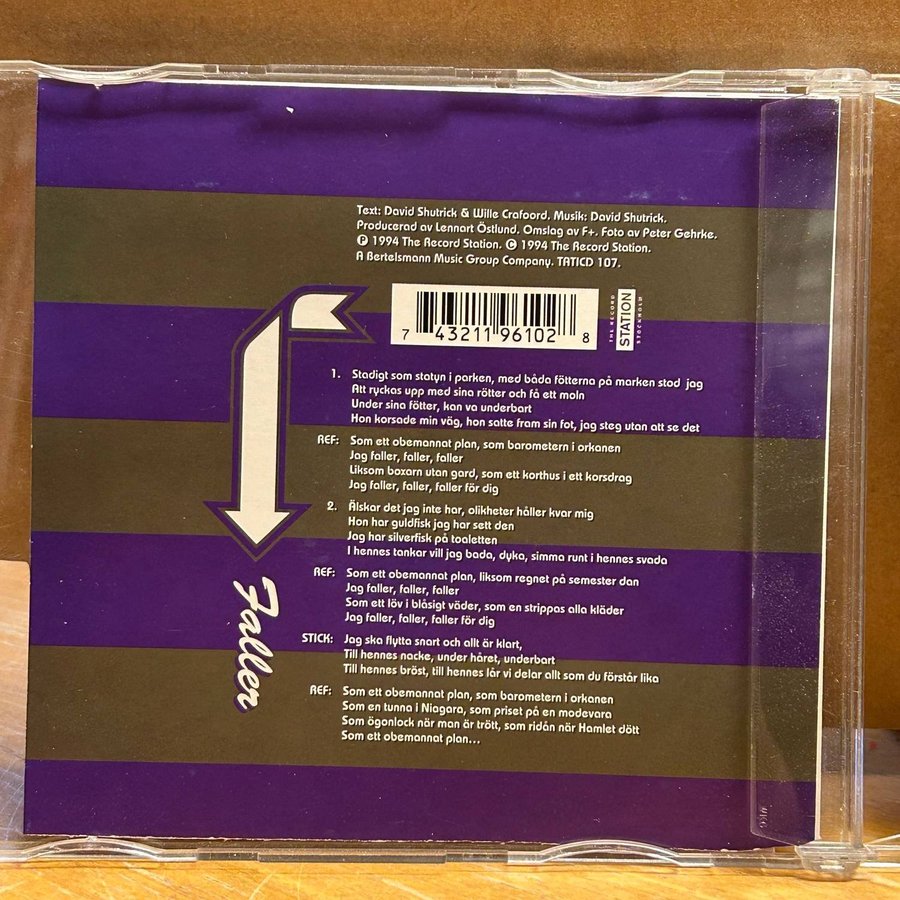 Text: David Shutrick & Wille Crafoord. Musik: David Shutrick.
Producerad av Lennart Östlund. Omslag av F+. Foto av Peter Gehrke.
Ⓟ 1994 The Record Station. © 1994 The Record Station.
A Bertelsmann Music Group Company. TATICD 107.
7 43211 96102 8
THE RECORD
STATION
STOCKHOLM
1. Stadigt som statyn i parken, med båda fötterna på marken stod jag
Att ryckas upp med sina rötter och få ett moln
Under sina fötter, kan va underbart
Hon korsade min väg, hon satte fram sin fot, jag steg utan att se det
REF: Som ett obemannat plan, som barometern i orkanen
Jag faller, faller, faller
Liksom boxarn utan gard, som ett korthus i ett korsdrag
Jag faller, faller, faller för dig
2. Älskar det jag inte har, olikheter håller kvar mig
Hon har guldfisk jag har sett den
Jag har silverfisk på toaletten
I hennes tankar vill jag bada, dyka, simma runt i hennes svada
REF: Som ett obemannat plan, liksom regnet på semester dan
Jag faller, faller, faller
Som ett löv i blåsigt väder, som en strippas alla kläder
Jag faller, faller, faller för dig
STICK: Jag ska flytta snart och allt är klart,
Till hennes nacke, under håret, underbart
Till hennes bröst, till hennes lår vi delar allt som du förstår lika
REF: Som ett obemannat plan, som barometern i orkanen
Som en tunna i Niagara, som priset på en modevara
Som ögonlock när man är trött, som ridån när Hamlet dött
Som ett obemannat plan...
Faller